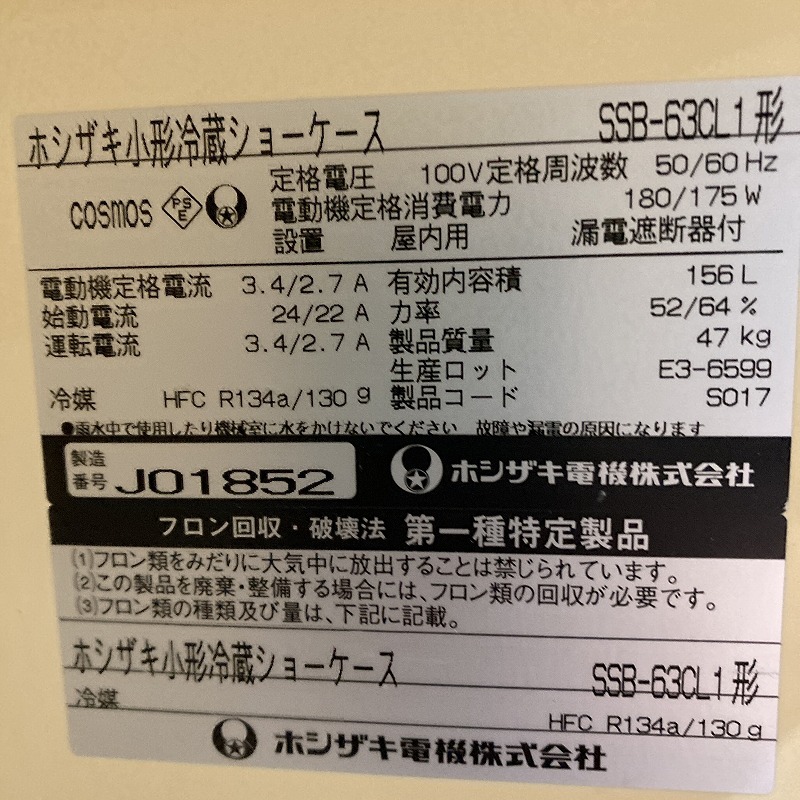 ホシザキ小形冷蔵ショーケース SSB-63CL1形
定格電圧 100V 定格周波数 50/60 Hz
cosmos PSE 電動機定格消費電力 180/175 W
設置 屋内用 漏電遮断器付
電動機定格電流 3.4/2.7 A 有効内容積 156 L
始動電流 24/22 A 力率 52/64 %
運転電流 3.4/2.7 A 製品質量 47 kg
生産ロット E3-6599
冷媒 HFC R134a/130 g 製品コード S017
●雨水中で使用したり機械室に水をかけないでください 故障や漏電の原因になります
製造番号 J01852 ホシザキ電機株式会社
フロン回収・破壊法 第一種特定製品
(1)フロン類をみだりに大気中に放出することは禁じられています。
(2)この製品を廃棄・整備する場合には、フロン類の回収が必要です。
(3)フロン類の種類及び量は、下記に記載。
ホシザキ小形冷蔵ショーケース SSB-63CL1形
冷媒 HFC R134a/130 g
ホシザキ電機株式会社